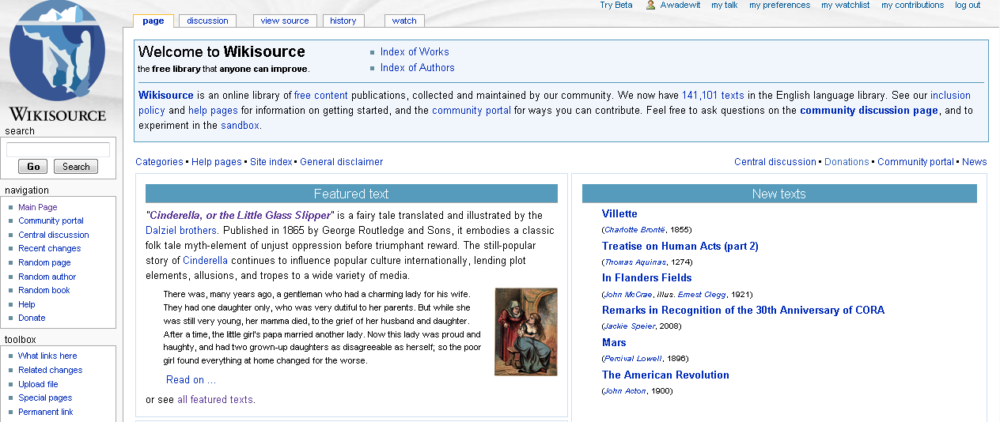 Try Beta Awadewit my talk my preferences my watchlist my contributions log out
page discussion view source history watch
WIKISOURCE
search
Go Search
navigation
Main Page
Community portal
Central discussion
Recent changes
Random page
Random author
Random book
Help
Donate
toolbox
What links here
Related changes
Upload file
Special pages
Permanent link
Welcome to Wikisource
the free library that anyone can improve.
Index of Works
Index of Authors
Wikisource is an online library of free content publications, collected and maintained by our community. We now have 141,101 texts in the English language library. See our inclusion
policy and help pages for information on getting started, and the community portal for ways you can contribute. Feel free to ask questions on the community discussion page, and to
experiment in the sandbox.
Categories • Help pages • Site index • General disclaimer
Central discussion • Donations • Community portal • News
Featured text
"Cinderella, or the Little Glass Slipper" is a fairy tale translated and illustrated by the
Dalziel brothers. Published in 1865 by George Routledge and Sons, it embodies a classic
folk tale myth-element of unjust oppression before triumphant reward. The still-popular
story of Cinderella continues to influence popular culture internationally, lending plot
elements, allusions, and tropes to a wide variety of media.
There was, many years ago, a gentleman who had a charming lady for his wife.
They had one daughter only, who was very dutiful to her parents. But while she
was still very young, her mamma died, to the grief of her husband and daughter.
After a time, the little girl's papa married another lady. Now this lady was proud and
haughty, and had two grown-up daughters as disagreeable as herself; so the poor
girl found everything at home changed for the worse.
Read on ...
or see all featured texts.
New texts
Villette
(Charlotte Brontë, 1855)
Treatise on Human Acts (part 2)
(Thomas Aquinas, 1274)
In Flanders Fields
(John McCrae, illus. Ernest Clegg, 1921)
Remarks in Recognition of the 30th Anniversary of CORA
(Jackie Speier, 2008)
Mars
(Percival Lowell, 1896)
The American Revolution
(John Acton, 1900)